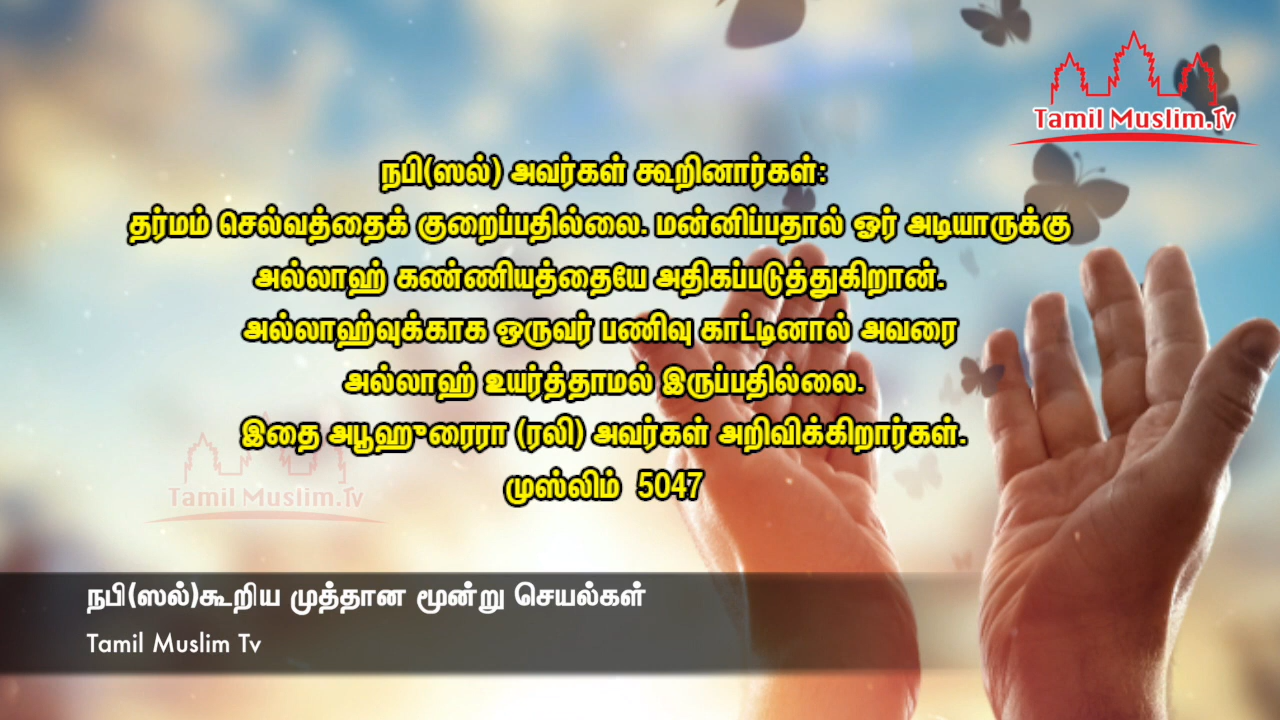 Tamil Muslim.Tv
நபி(ஸல்) அவர்கள் கூறினார்கள்:
தர்மம் செல்வத்தைக் குறைப்பதில்லை. மன்னிப்பதால் ஓர் அடியாருக்கு
அல்லாஹ் கண்ணியத்தையே அதிகப்படுத்துகிறான்.
அல்லாஹ்வுக்காக ஒருவர் பணிவு காட்டினால் அவரை
அல்லாஹ் உயர்த்தாமல் இருப்பதில்லை.
இதை அபூஹுரைரா (ரலி) அவர்கள் அறிவிக்கிறார்கள்.
முஸ்லிம் 5047
Tamil Muslim.Tv
நபி(ஸல்)கூறிய முத்தான மூன்று செயல்கள்
Tamil Muslim Tv